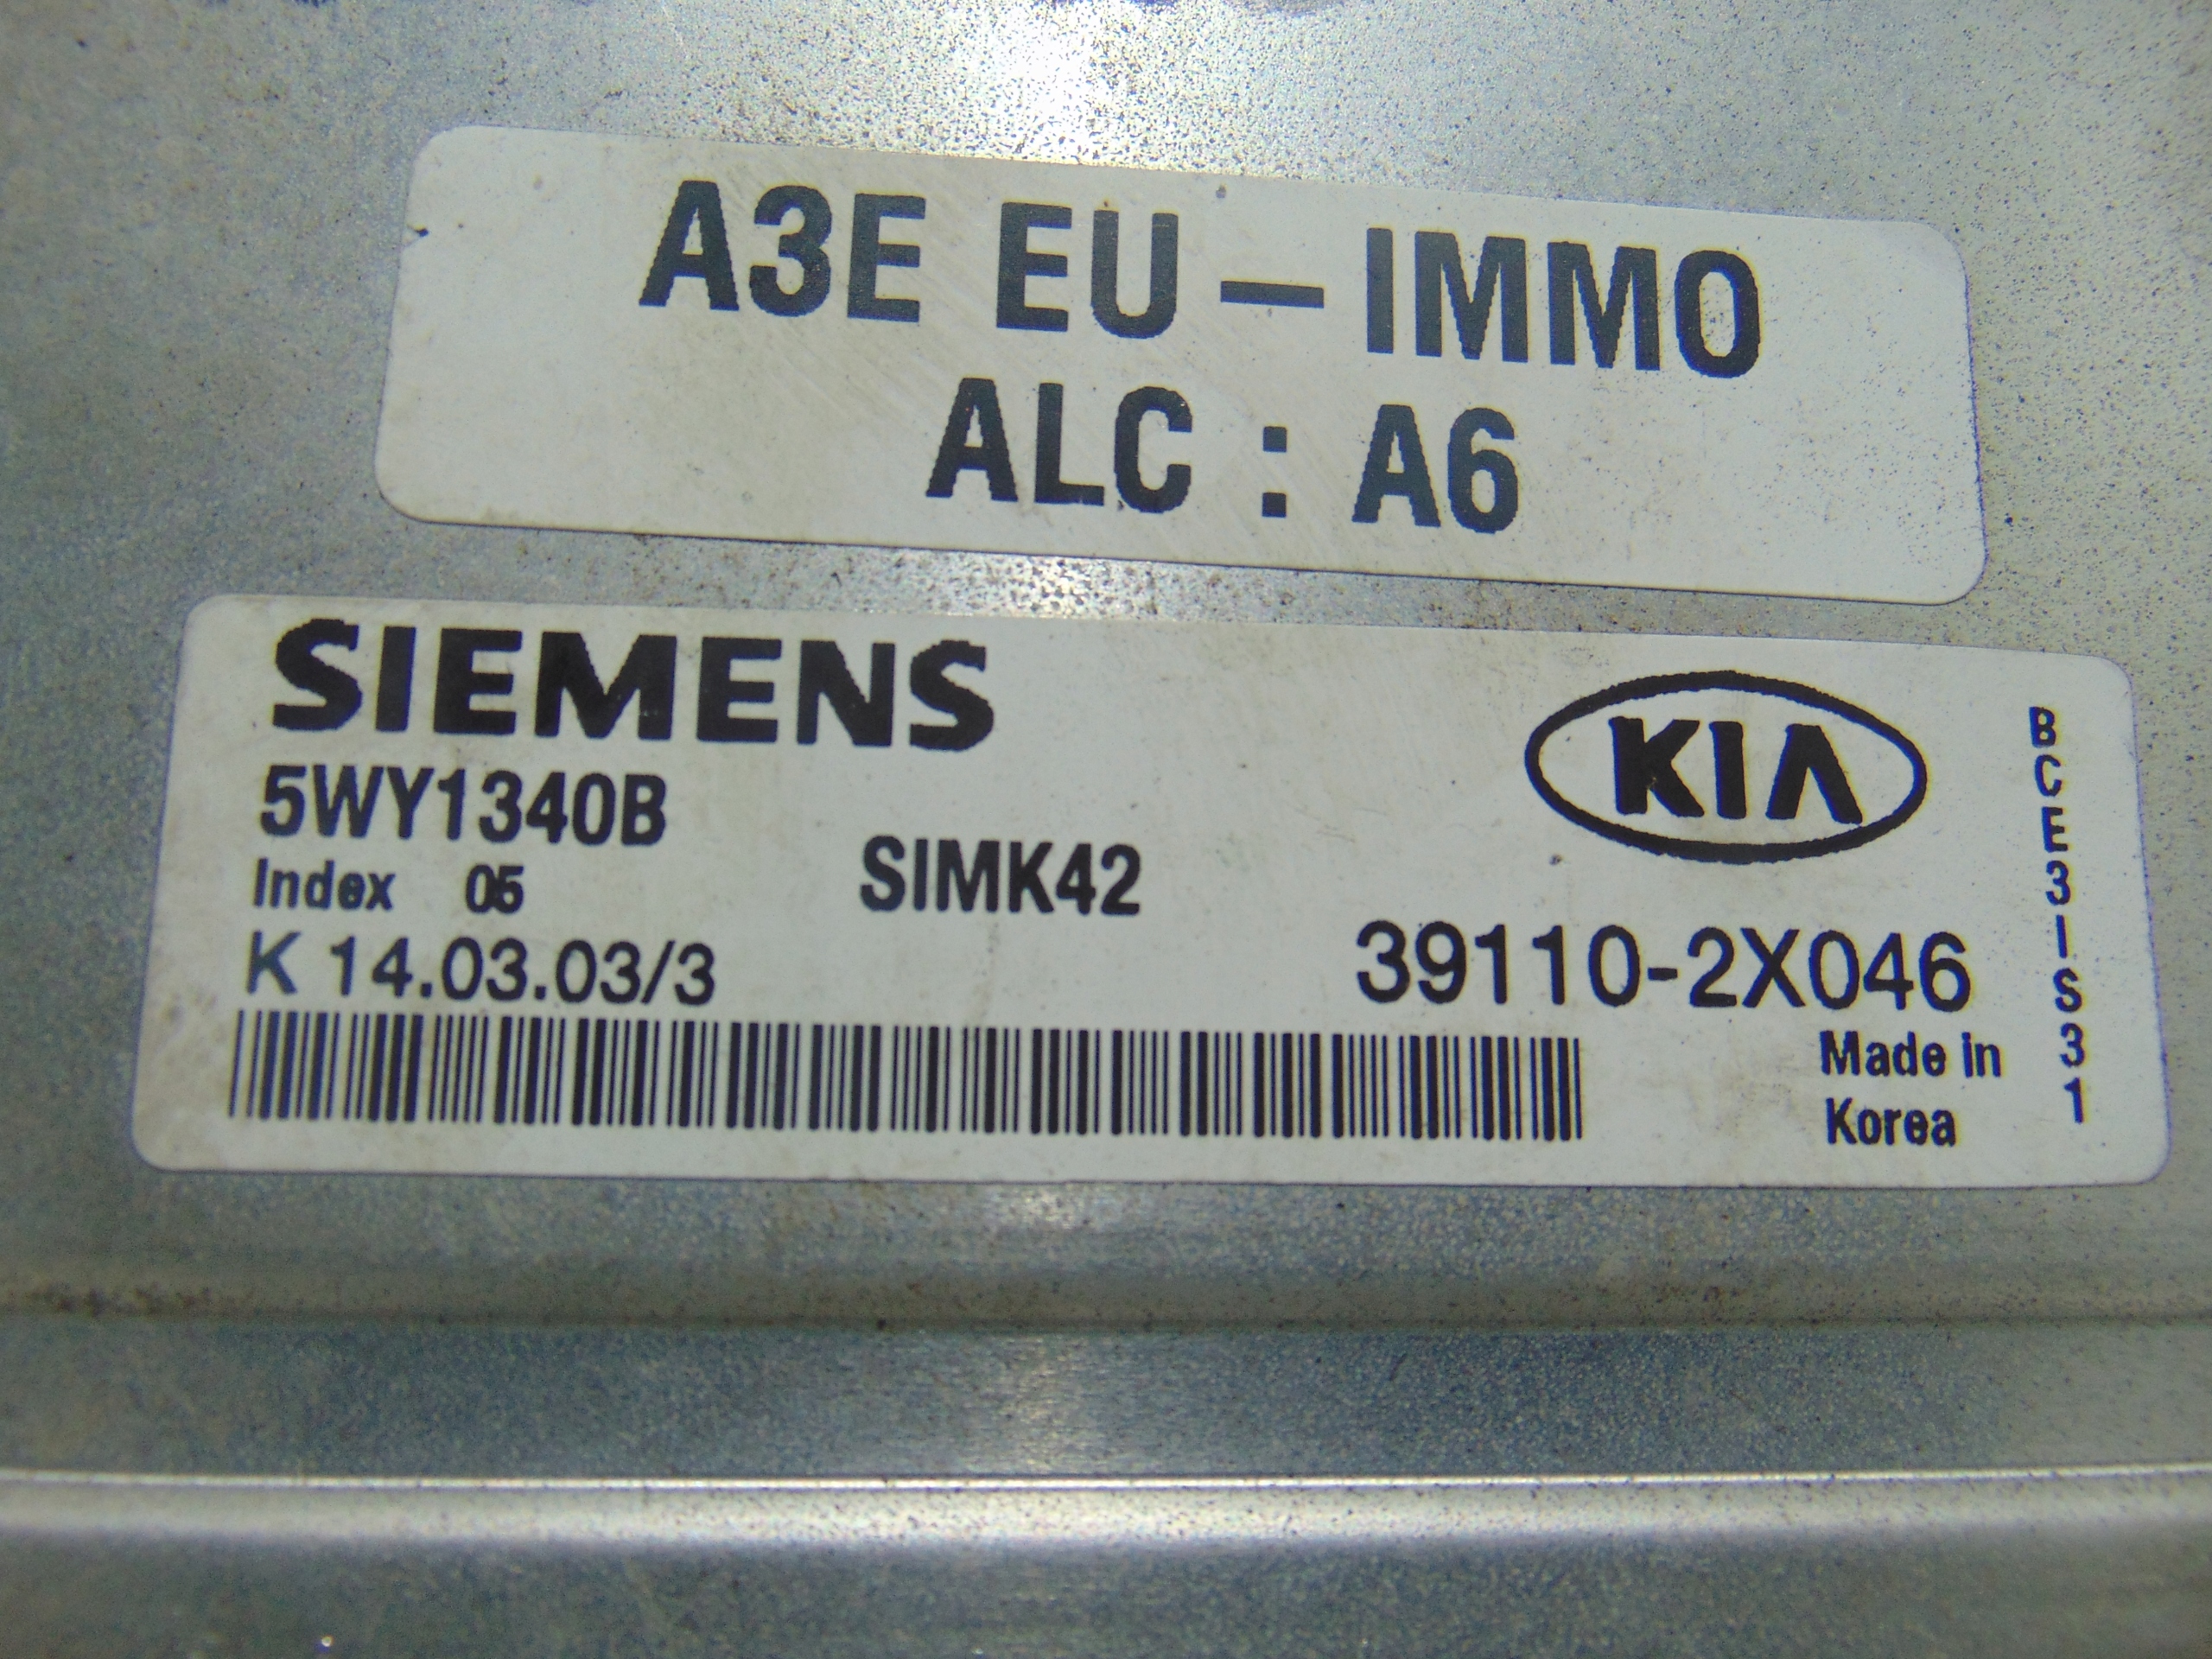 A3E EU – IMMO
ALC : A6
SIEMENS
KIA
5WY1340B
SIMK42
Index 05
K 14.03.03/3
39110-2X046
Made in
Korea
BCE3IS31